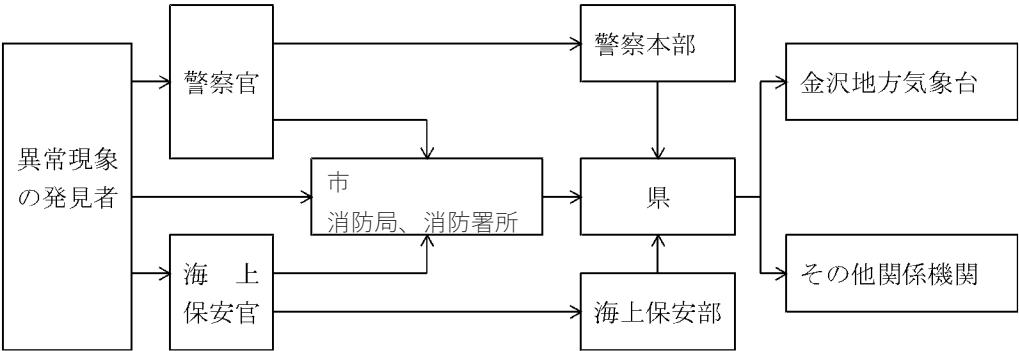 異常現象
の発見者
警察官
市
消防局、消防署所
海　上
保安官
警察本部
県
海上保安部
金沢地方気象台
その他関係機関